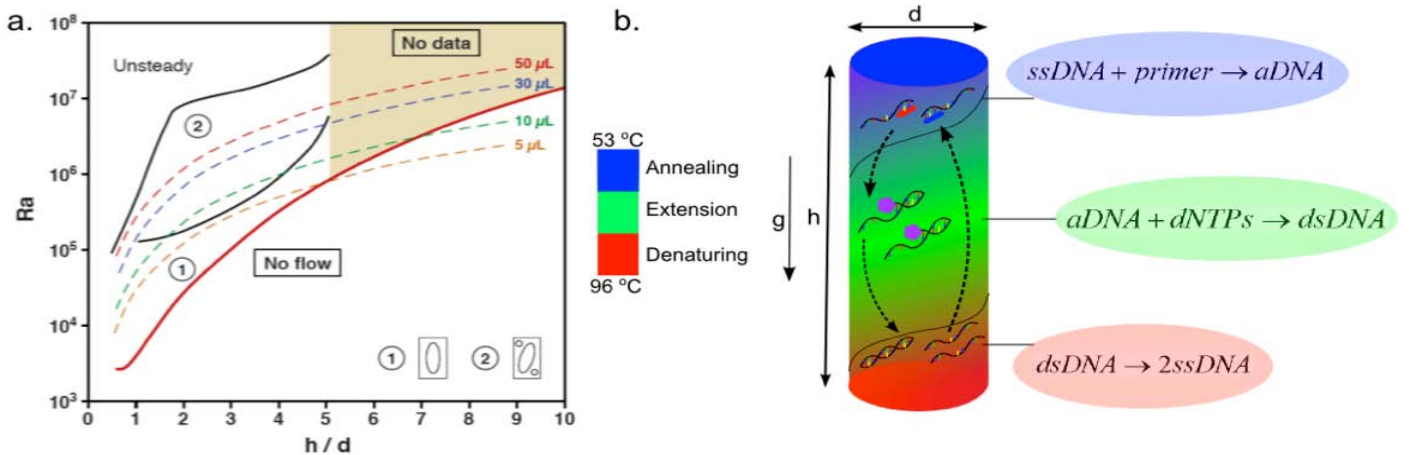 a.
Ra
10⁸
10⁷
10⁶
10⁵
10⁴
10³
Unsteady
No data
50 µL
30 µL
10 µL
5 µL
2
1
No flow
1
2
0 1 2 3 4 5 6 7 8 9 10
h / d
b.
53 °C
Annealing
Extension
Denaturing
96 °C
g
h
d
ssDNA + primer → aDNA
aDNA + dNTPs → dsDNA
dsDNA → 2ssDNA